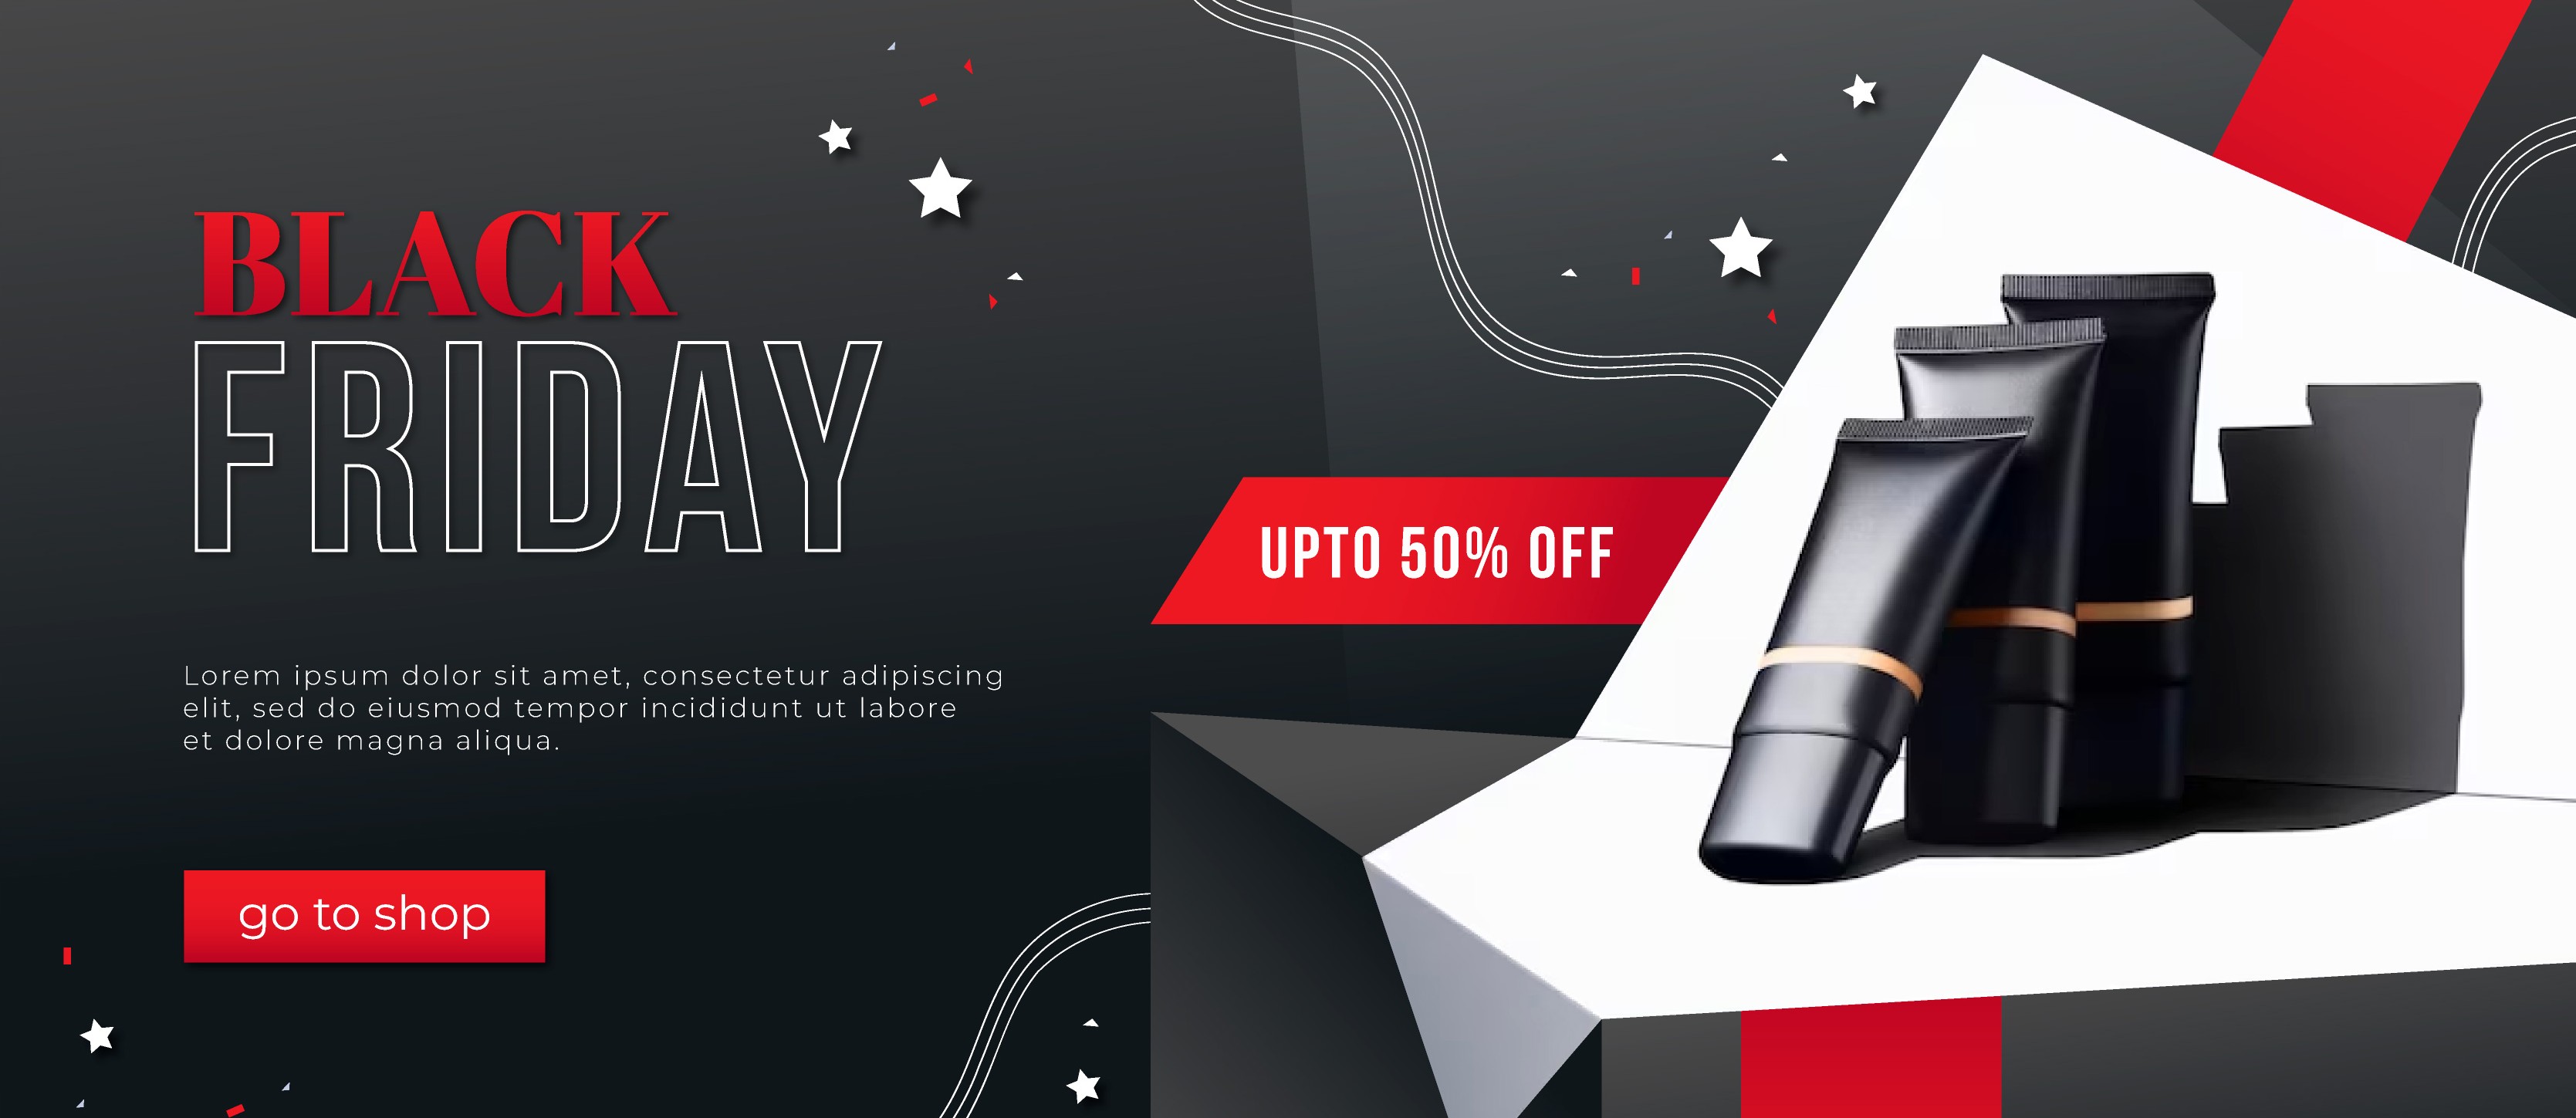 BLACK
FRIDAY
UPTO 50% OFF
Lorem ipsum dolor sit amet, consectetur adipiscing
elit, sed do eiusmod tempor incididunt ut labore
et dolore magna aliqua.
go to shop